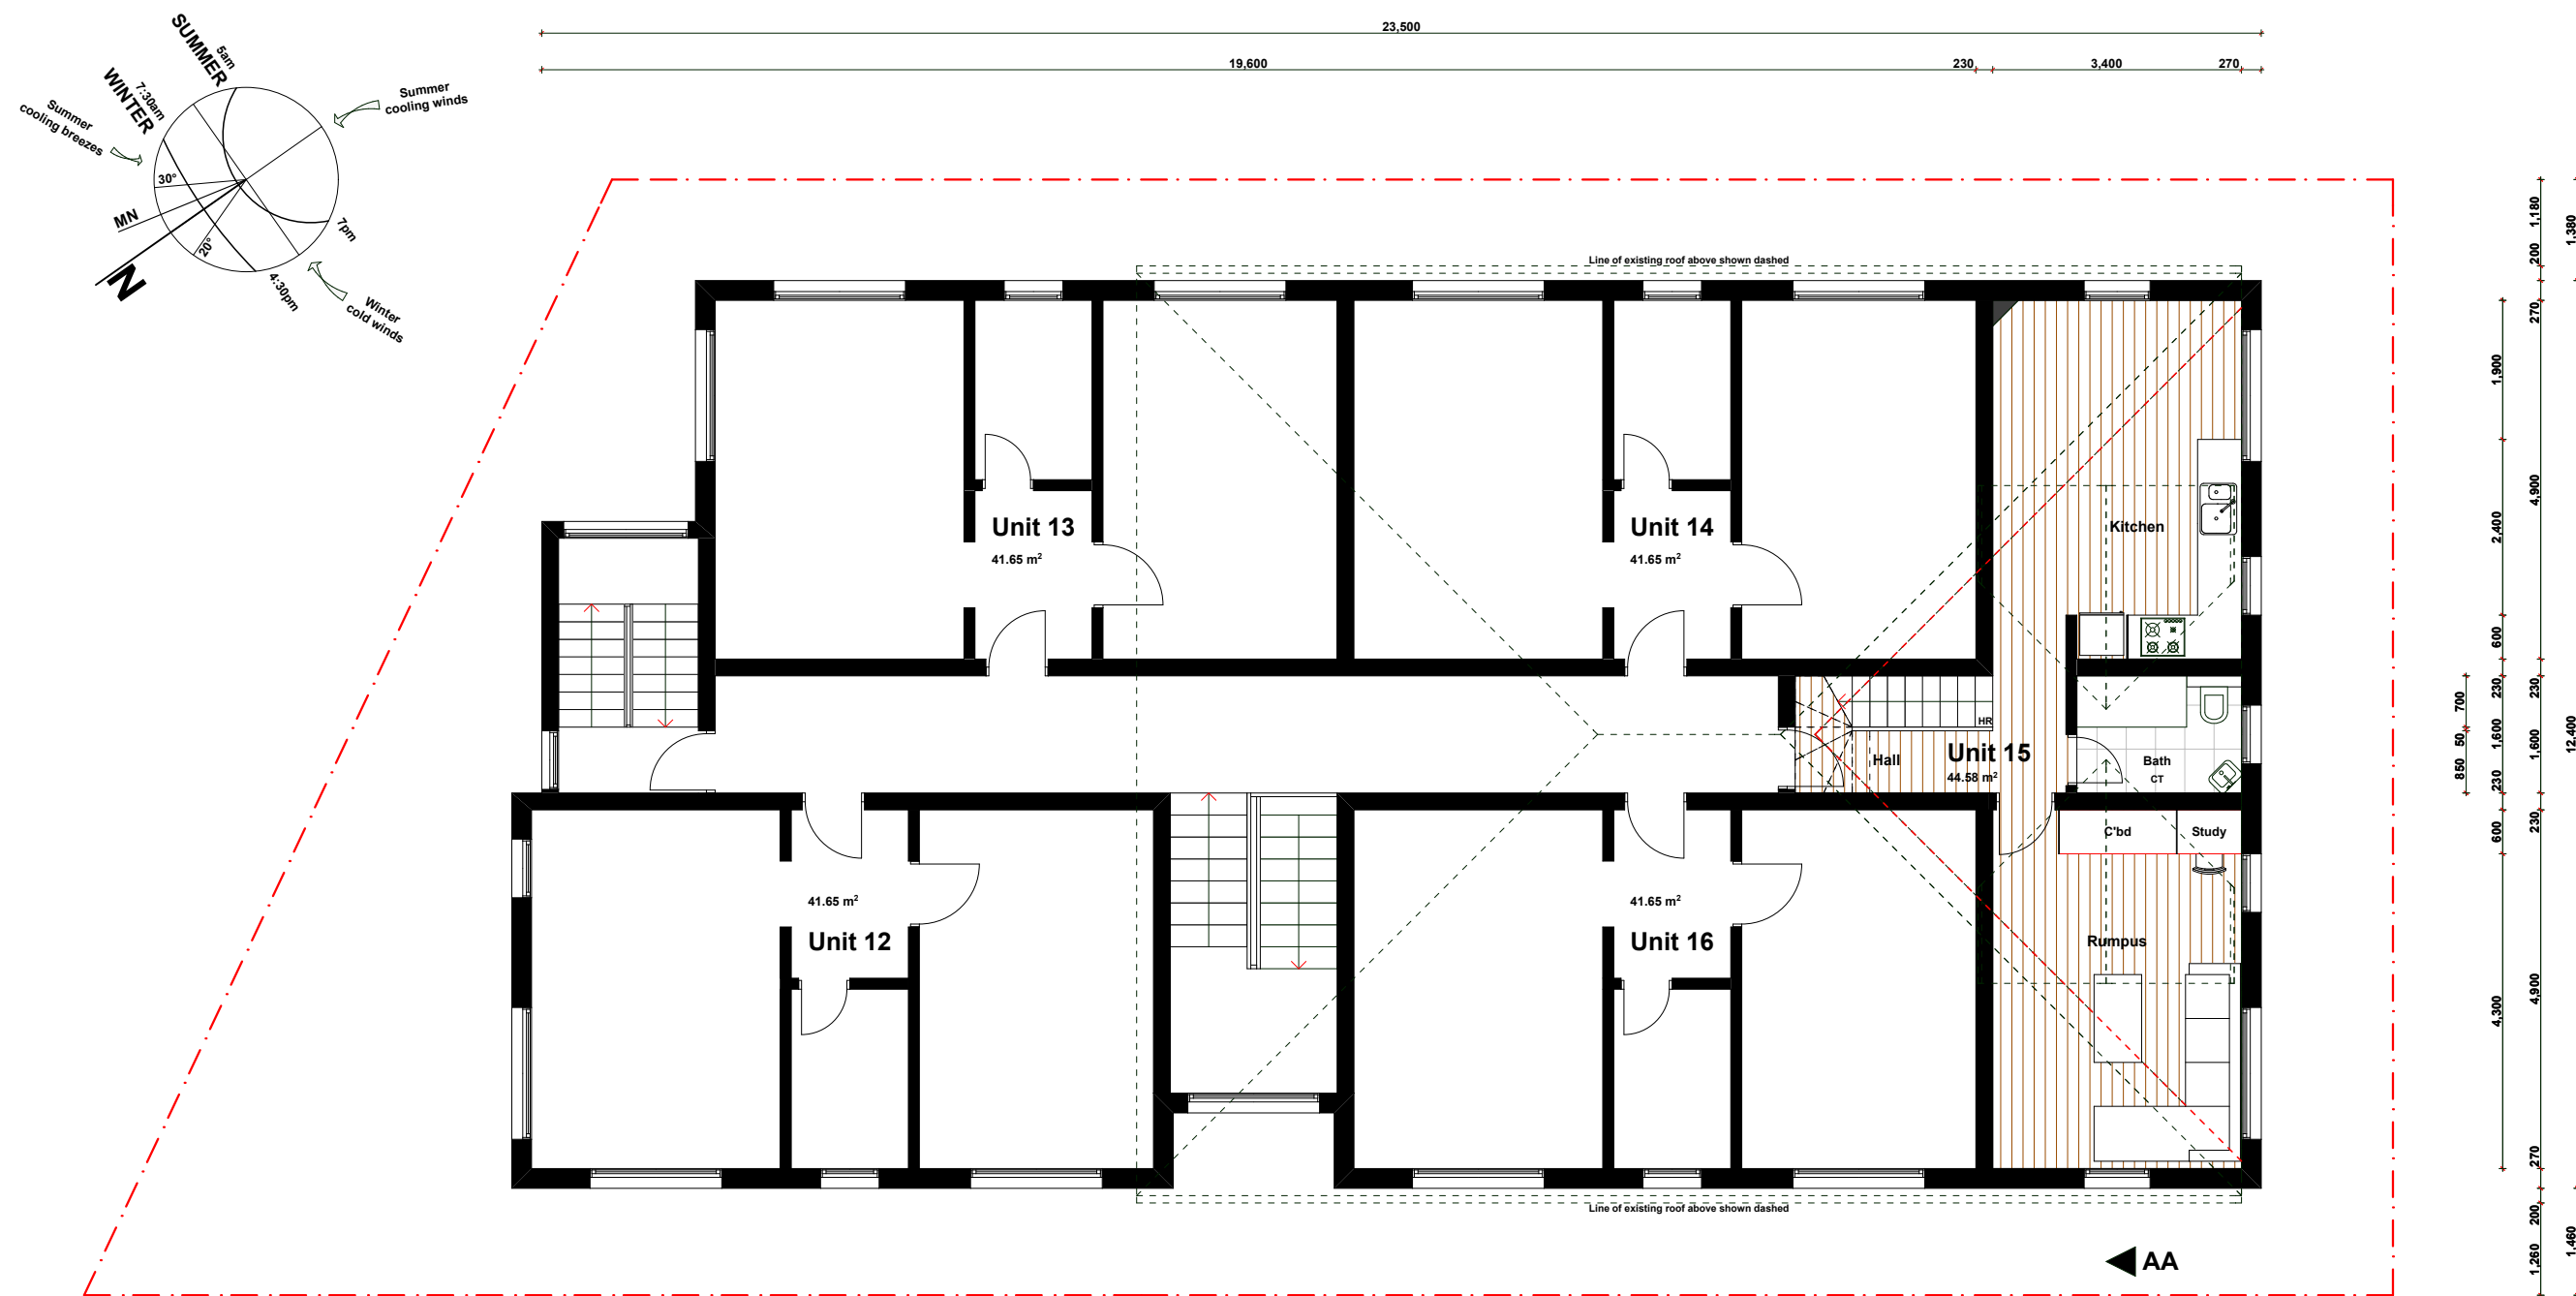 23,500
19,600
230
3,400
270
SUMMER
5am
WINTER
7:30am
Summer
cooling breezes
Summer
cooling winds
30°
MN
N
20°
7pm
4:30pm
Winter
cold winds
Line of existing roof above shown dashed
Unit 13
41.65 m²
Unit 14
41.65 m²
Kitchen
HR
Hall
Unit 15
44.58 m²
Bath
CT
C'bd
Study
41.65 m²
Unit 12
41.65 m²
Unit 16
Rumpus
Line of existing roof above shown dashed
AA
700
50
850
1,900
2,400
600
230
1,600
230
600
4,300
1,180
200
270
4,900
230
1,600
230
4,900
270
200
1,260
1,380
12,400
1,460